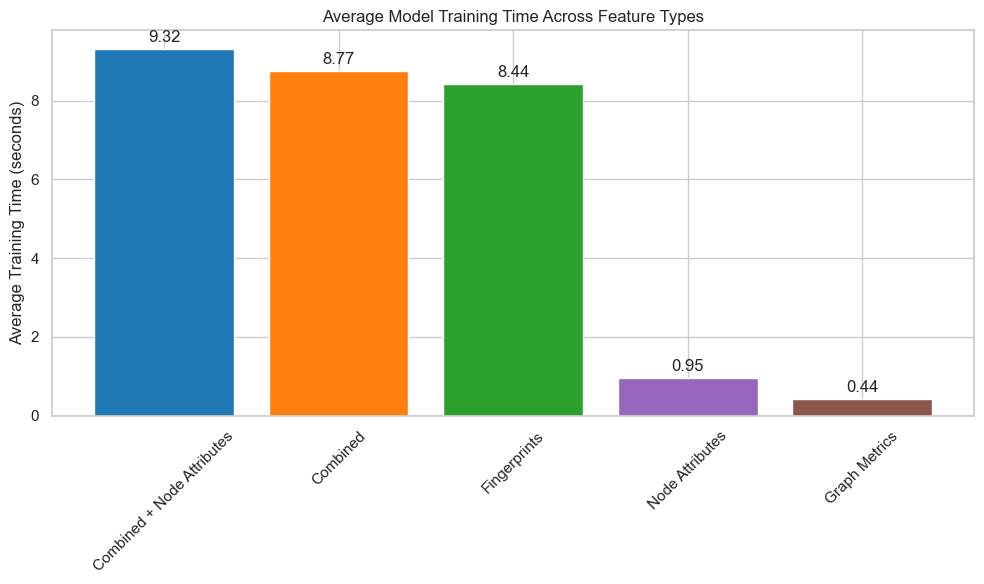 Average Model Training Time Across Feature Types
Average Training Time (seconds)
8
6
4
2
0
9.32
8.77
8.44
0.95
0.44
Combined + Node Attributes
Combined
Fingerprints
Node Attributes
Graph Metrics